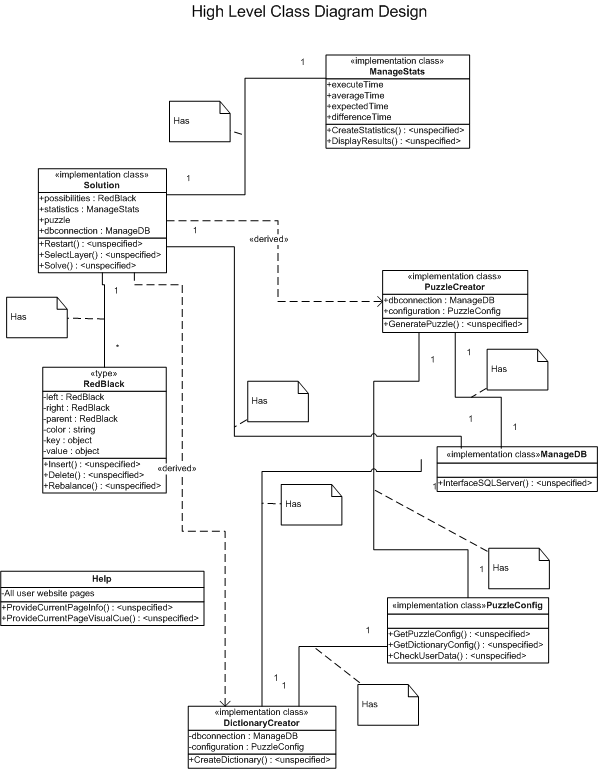 High Level Class Diagram Design
1
«implementation class»
ManageStats
+executeTime
+averageTime
+expectedTime
+differenceTime
+CreateStatistics() : <unspecified>
+DisplayResults() : <unspecified>
Has
«implementation class»
Solution
+possibilities : RedBlack
+statistics : ManageStats
+puzzle
+dbconnection : ManageDB
+Restart() : <unspecified>
+SelectLayer() : <unspecified>
+Solve() : <unspecified>
1
1
«derived»
«implementation class»
PuzzleCreator
+dbconnection : ManageDB
+configuration : PuzzleConfig
+GeneratePuzzle() : <unspecified>
1
Has
*
1
1
Has
«type»
RedBlack
-left : RedBlack
-right : RedBlack
-parent : RedBlack
-color : string
-key : object
-value : object
+Insert() : <unspecified>
+Delete() : <unspecified>
+Rebalance() : <unspecified>
Has
1
1
«implementation class»ManageDB
+InterfaceSQLServer() : <unspecified>
1
«derived»
Has
Has
1
Help
-All user website pages
+ProvideCurrentPageInfo() : <unspecified>
+ProvideCurrentPageVisualCue() : <unspecified>
«implementation class»PuzzleConfig
+GetPuzzleConfig() : <unspecified>
+GetDictionaryConfig() : <unspecified>
+CheckUserData() : <unspecified>
1
1
1
Has
«implementation class»
DictionaryCreator
-dbconnection : ManageDB
-configuration : PuzzleConfig
+CreateDictionary() : <unspecified>